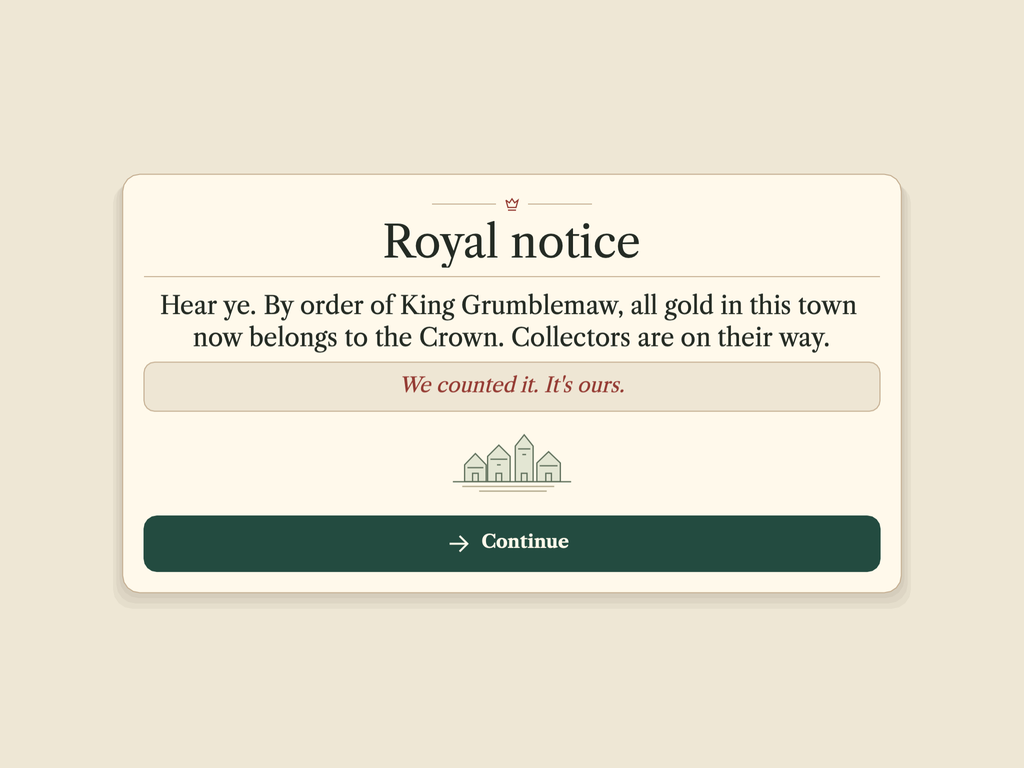 Royal notice
Hear ye. By order of King Grumblemaw, all gold in this town
now belongs to the Crown. Collectors are on their way.
We counted it. It's ours.
Continue